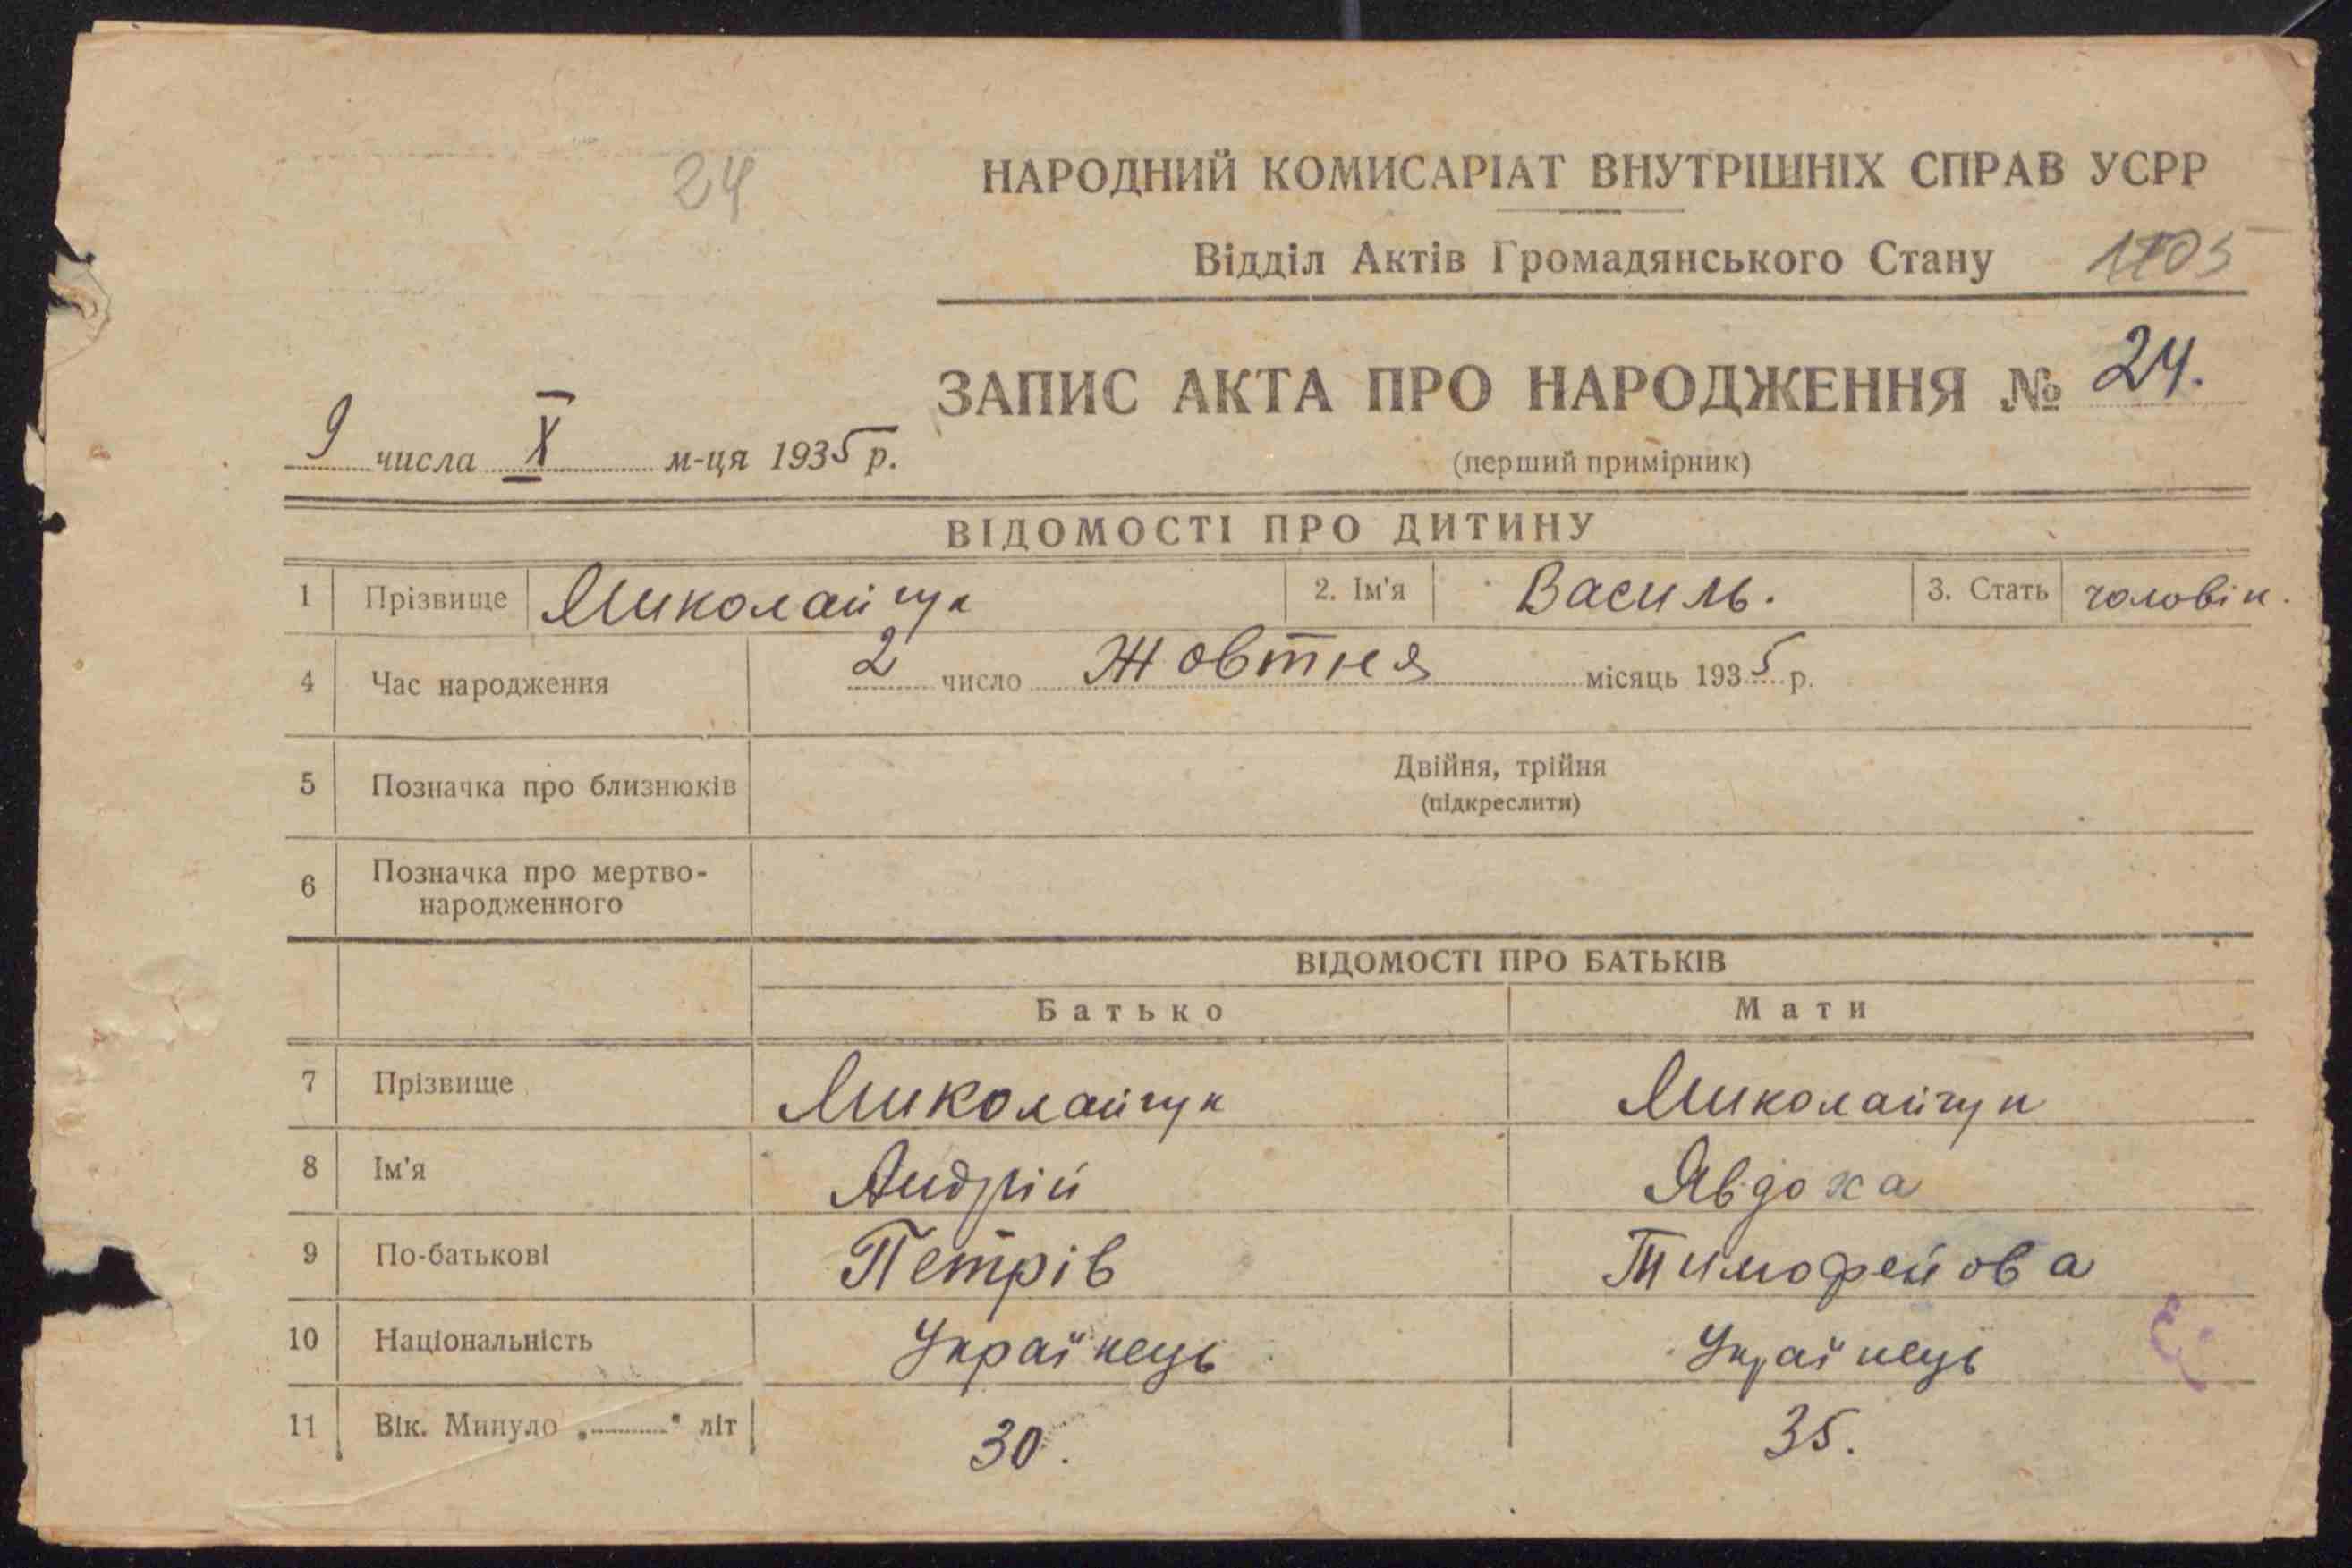 24
НАРОДНИЙ КОМИСАРІАТ ВНУТРІШНІХ СПРАВ УСРР
Відділ Актів Громадянського Стану
ЗАПИС АКТА ПРО НАРОДЖЕННЯ № 24.
9 числа X м-ця 1935 р.
(перший примірник)
ВІДОМОСТІ ПРО ДИТИНУ
1 Прізвище Миколайчук 2. Ім'я Василь. 3. Стать чоловік.
4 Час народження 2 число Жовтня місяць 1935 р.
5 Позначка про близнюків Двійня, трійня
(підкреслити)
6 Позначка про мертво-
народженного
ВІДОМОСТІ ПРО БАТЬКІВ
Батько Мати
7 Прізвище Миколайчук Миколайчук
8 Ім'я Андрій Явдоха
9 По-батькові Петрів Тимофейова
10 Національність Українець Українець
11 Вік. Минуло „ " літ 30. 35.